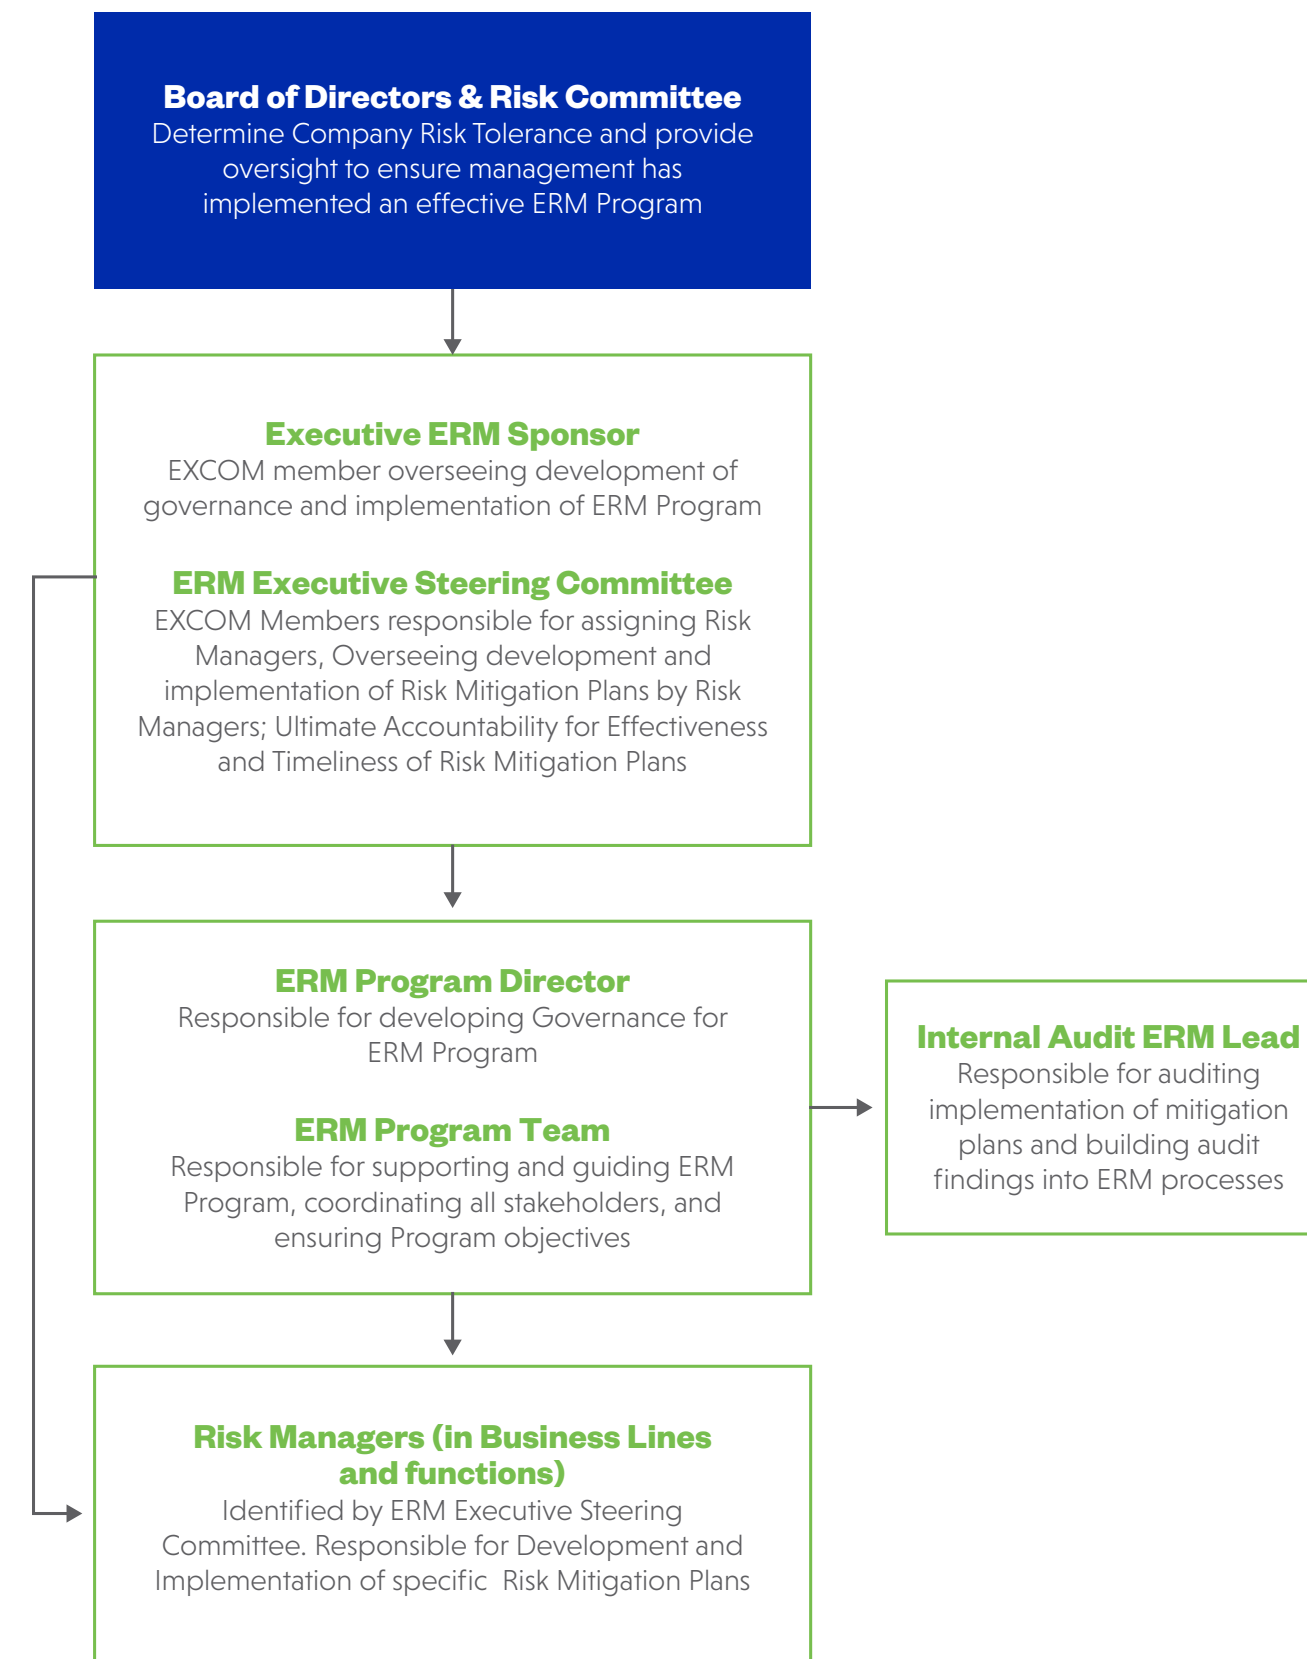 Board of Directors & Risk Committee
Determine Company Risk Tolerance and provide
oversight to ensure management has
implemented an effective ERM Program
Executive ERM Sponsor
EXCOM member overseeing development of
governance and implementation of ERM Program
ERM Executive Steering Committee
EXCOM Members responsible for assigning Risk
Managers, Overseeing development and
implementation of Risk Mitigation Plans by Risk
Managers; Ultimate Accountability for Effectiveness
and Timeliness of Risk Mitigation Plans
ERM Program Director
Responsible for developing Governance for
ERM Program
ERM Program Team
Responsible for supporting and guiding ERM
Program, coordinating all stakeholders, and
ensuring Program objectives
Internal Audit ERM Lead
Responsible for auditing
implementation of mitigation
plans and building audit
findings into ERM processes
Risk Managers (in Business Lines
and functions)
Identified by ERM Executive Steering
Committee. Responsible for Development and
Implementation of specific  Risk Mitigation Plans